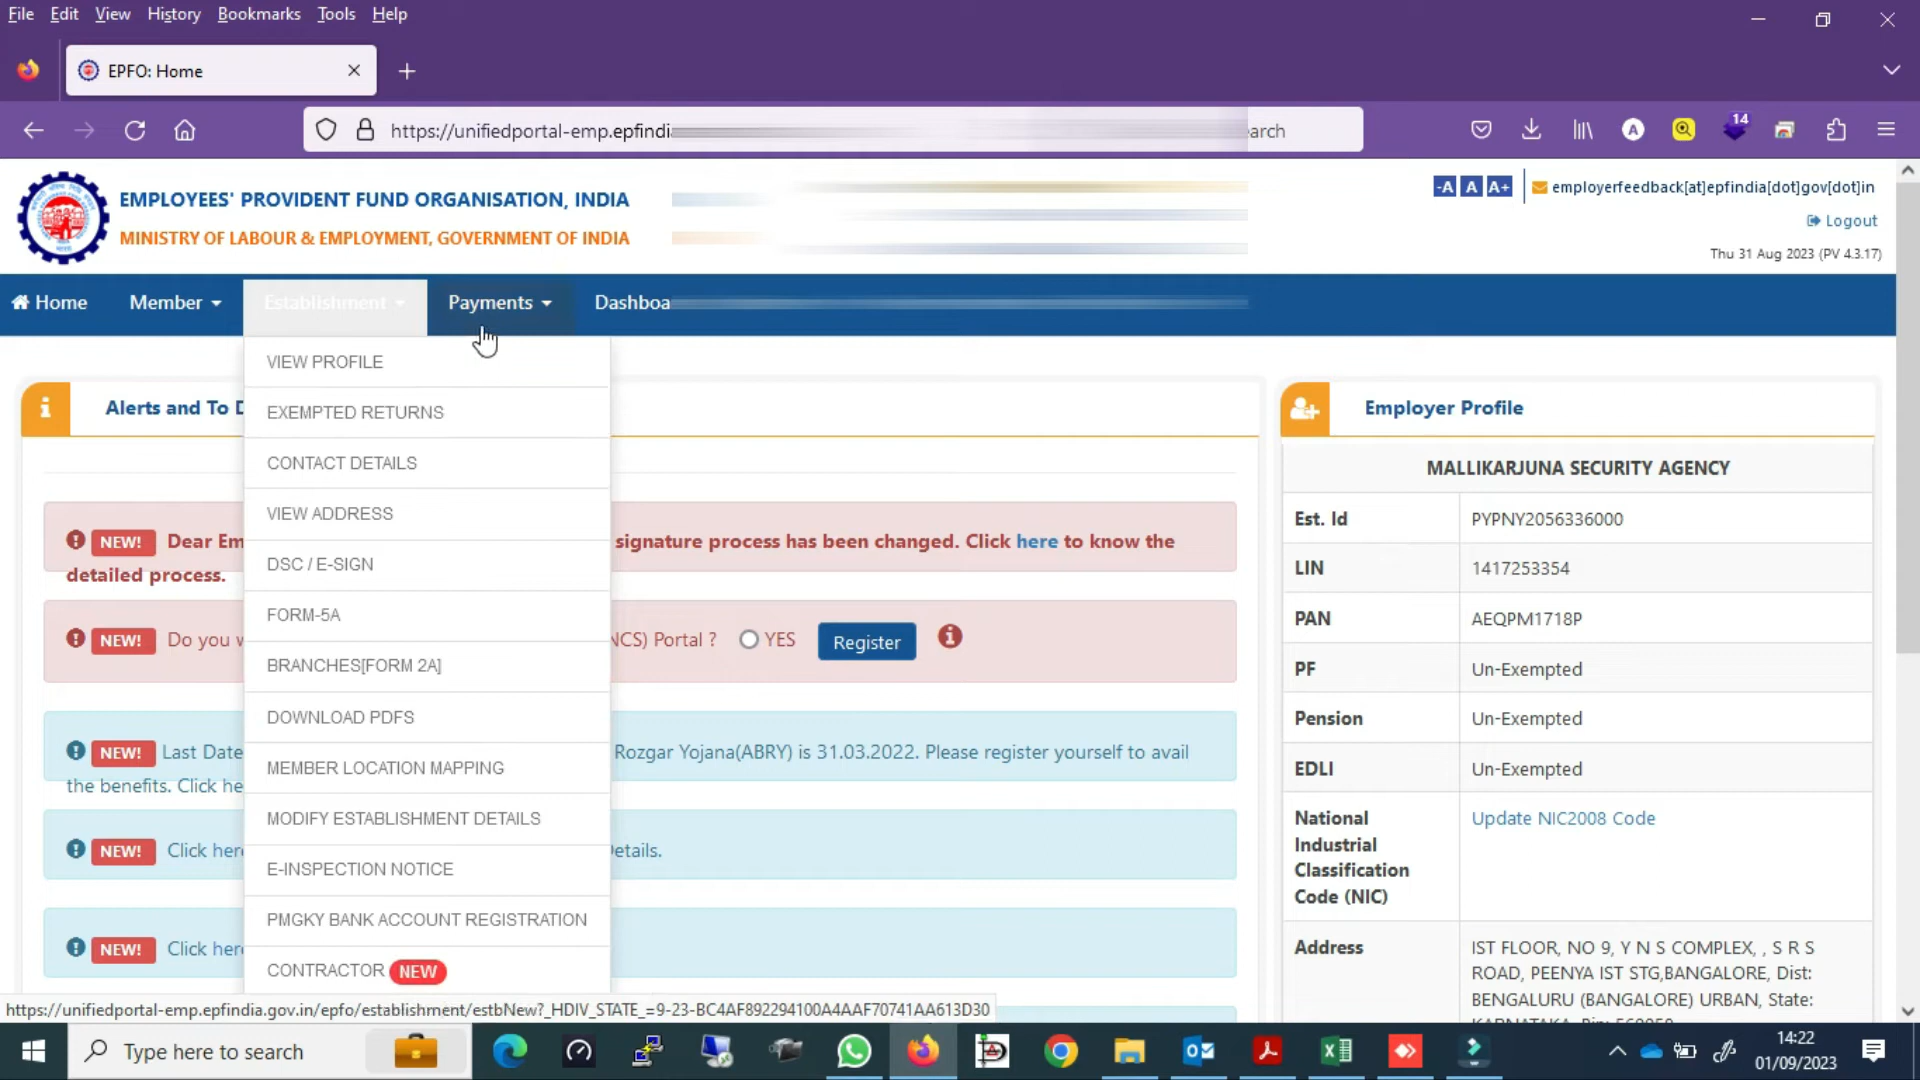 File Edit View History Bookmarks Tools Help
EPFO: Home
https://unifiedportal-emp.epfindi
arch
14
EMPLOYEES' PROVIDENT FUND ORGANISATION, INDIA
MINISTRY OF LABOUR & EMPLOYMENT, GOVERNMENT OF INDIA
-A A A+ employerfeedback[at]epfindia[dot]gov[dot]in
Logout
Thu 31 Aug 2023 (PV 4.3.17)
Home Member Establishment Payments Dashboa
VIEW PROFILE
EXEMPTED RETURNS
CONTACT DETAILS
VIEW ADDRESS
DSC / E-SIGN
FORM-5A
BRANCHES[FORM 2A]
DOWNLOAD PDFS
MEMBER LOCATION MAPPING
MODIFY ESTABLISHMENT DETAILS
E-INSPECTION NOTICE
PMGKY BANK ACCOUNT REGISTRATION
CONTRACTOR NEW
Alerts and To D
NEW! Dear Em signature process has been changed. Click here to know the
detailed process.
NEW! Do you w NCS) Portal ? YES Register
NEW! Last Date Rozgar Yojana(ABRY) is 31.03.2022. Please register yourself to avail
the benefits. Click he
NEW! Click here etails.
NEW! Click here
Employer Profile
MALLIKARJUNA SECURITY AGENCY
Est. Id PYPNY2056336000
LIN 1417253354
PAN AEQPM1718P
PF Un-Exempted
Pension Un-Exempted
EDLI Un-Exempted
National Update NIC2008 Code
Industrial
Classification
Code (NIC)
Address IST FLOOR, NO 9, Y N S COMPLEX, , S R S
ROAD, PEENYA IST STG,BANGALORE, Dist:
BENGALURU (BANGALORE) URBAN, State:
https://unifiedportal-emp.epfindia.gov.in/epfo/establishment/estbNew?_HDIV_STATE_=9-23-BC4AF892294100A4AAF70741AA613D30
Type here to search
14:22
01/09/2023